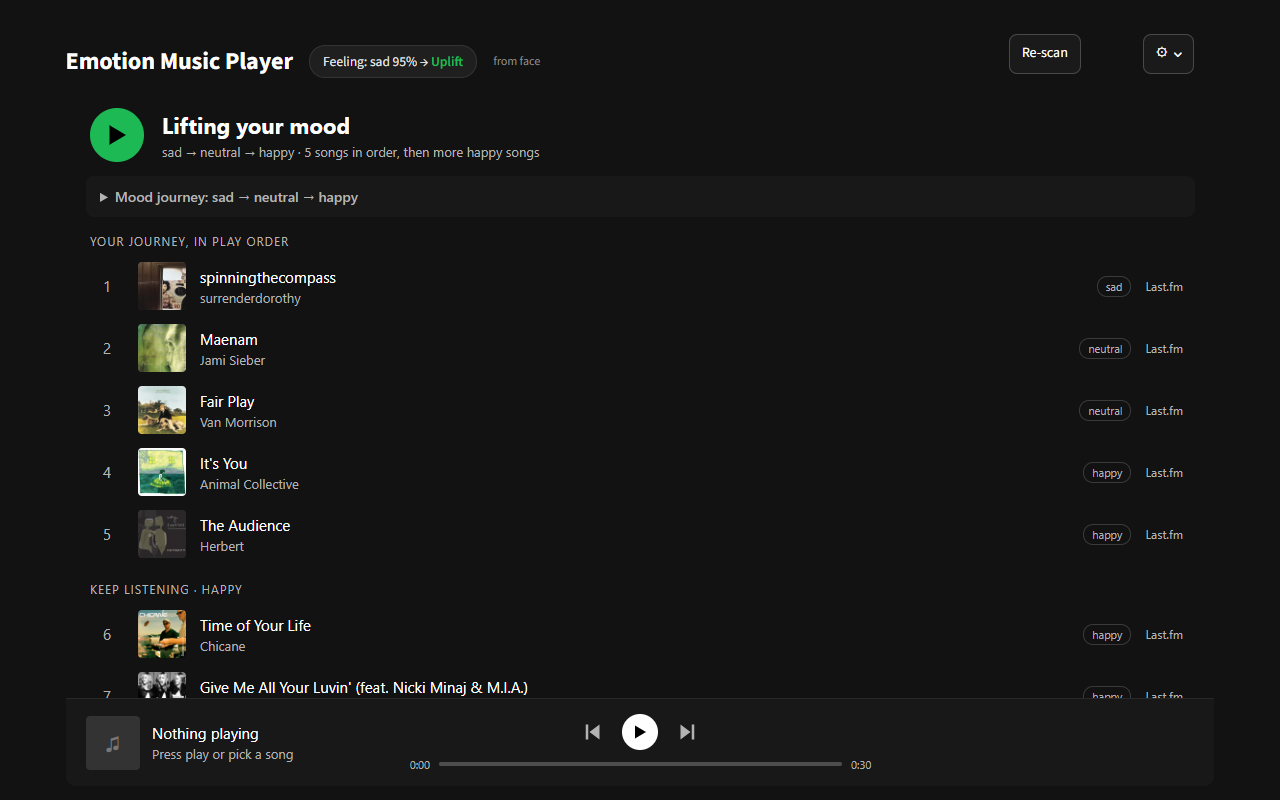 Emotion Music Player
Feeling: sad 95% → Uplift
from face
Re-scan
Lifting your mood
sad → neutral → happy · 5 songs in order, then more happy songs
Mood journey: sad → neutral → happy
YOUR JOURNEY, IN PLAY ORDER
1
spinningthecompass
surrenderdorothy
sad
Last.fm
2
Maenam
Jami Sieber
neutral
Last.fm
3
Fair Play
Van Morrison
neutral
Last.fm
4
It's You
Animal Collective
happy
Last.fm
5
The Audience
Herbert
happy
Last.fm
KEEP LISTENING · HAPPY
6
Time of Your Life
Chicane
happy
Last.fm
7
Give Me All Your Luvin' (feat. Nicki Minaj & M.I.A.)
happy
Last.fm
Nothing playing
Press play or pick a song
0:00
0:30